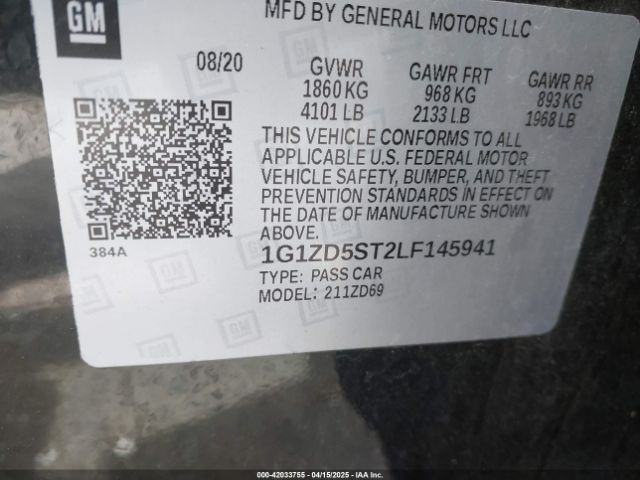 GM
MFD BY GENERAL MOTORS LLC
08/20
GVWR GAWR FRT GAWR RR
1860 KG 968 KG 893 KG
4101 LB 2133 LB 1968 LB
THIS VEHICLE CONFORMS TO ALL
APPLICABLE U.S. FEDERAL MOTOR
VEHICLE SAFETY, BUMPER, AND THEFT
PREVENTION STANDARDS IN EFFECT ON
THE DATE OF MANUFACTURE SHOWN
ABOVE.
384A
1G1ZD5ST2LF145941
TYPE: PASS CAR
MODEL: 211ZD69
000-42033755 - 04/15/2025 - IAA Inc.